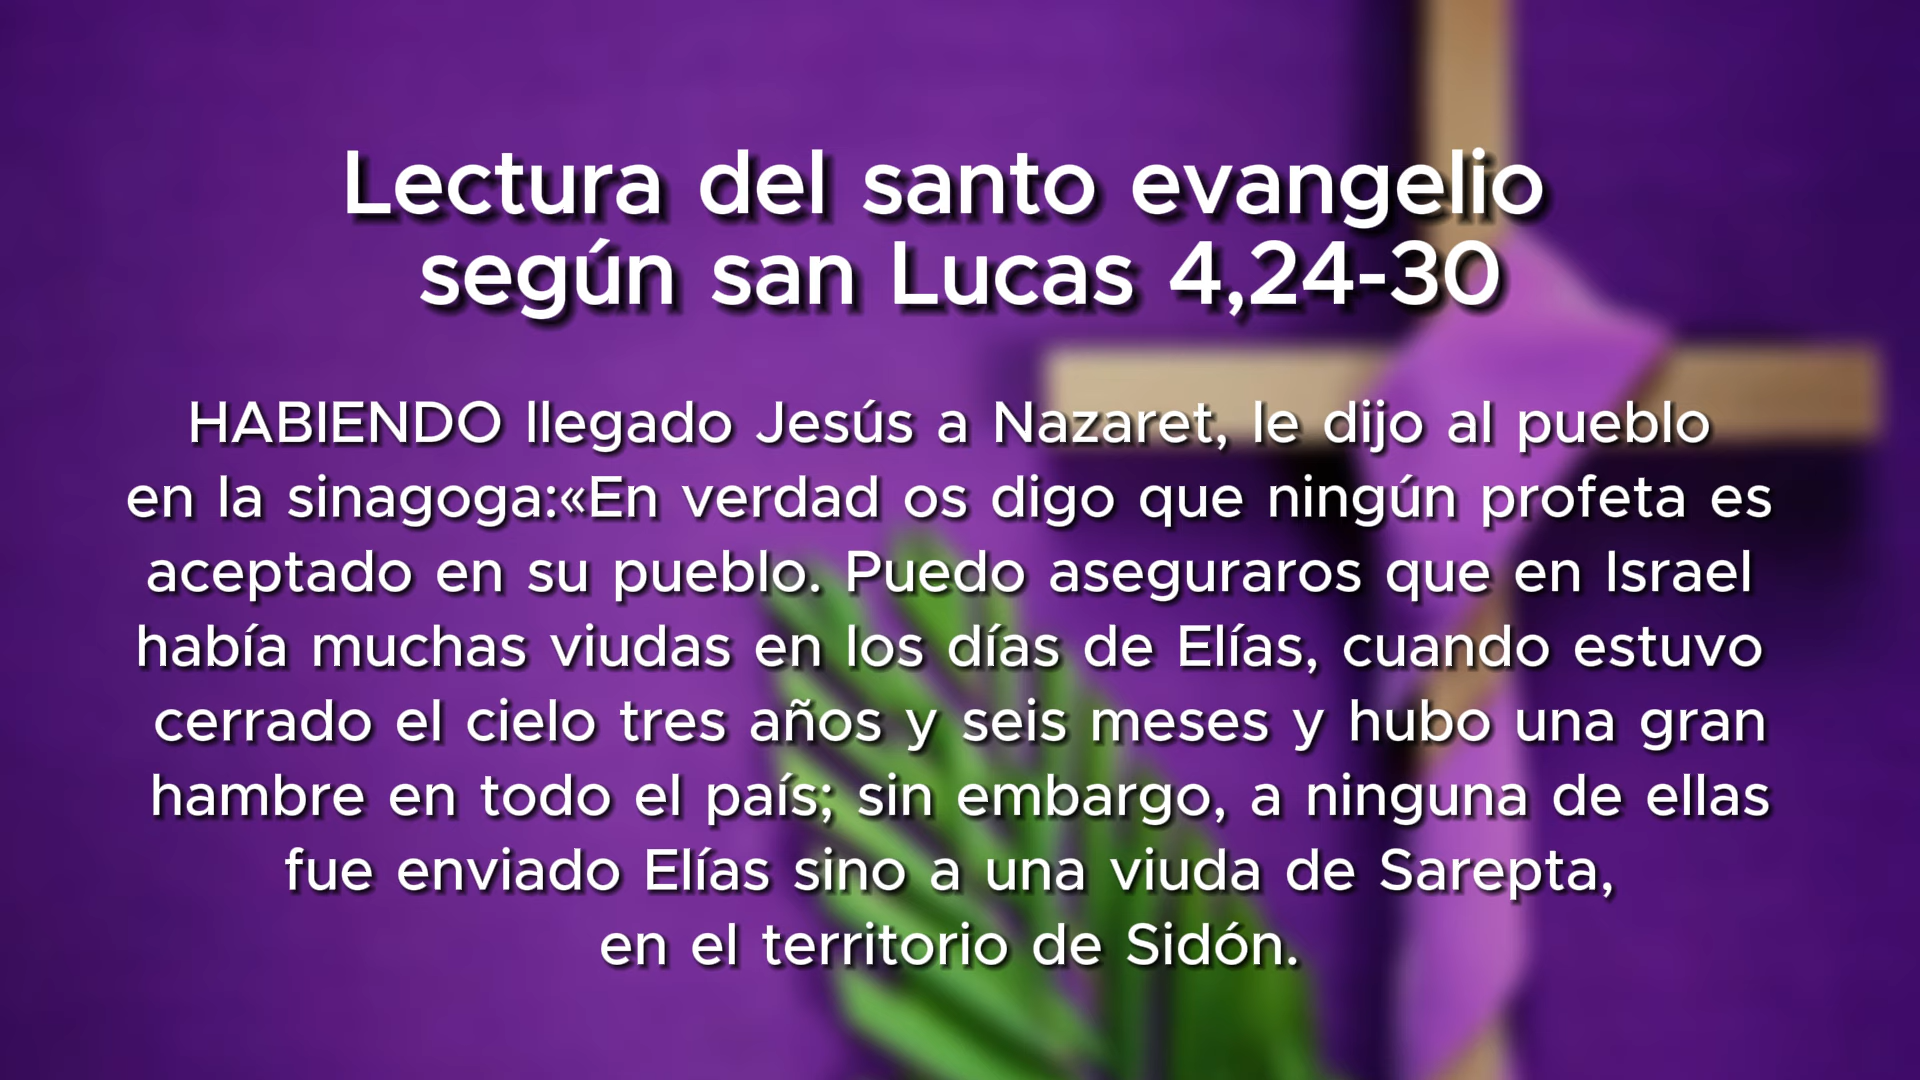 Lectura del santo evangelio
según san Lucas 4,24-30
HABIENDO llegado Jesús a Nazaret, le dijo al pueblo
en la sinagoga:«En verdad os digo que ningún profeta es
aceptado en su pueblo. Puedo aseguraros que en Israel
había muchas viudas en los días de Elías, cuando estuvo
cerrado el cielo tres años y seis meses y hubo una gran
hambre en todo el país; sin embargo, a ninguna de ellas
fue enviado Elías sino a una viuda de Sarepta,
en el territorio de Sidón.